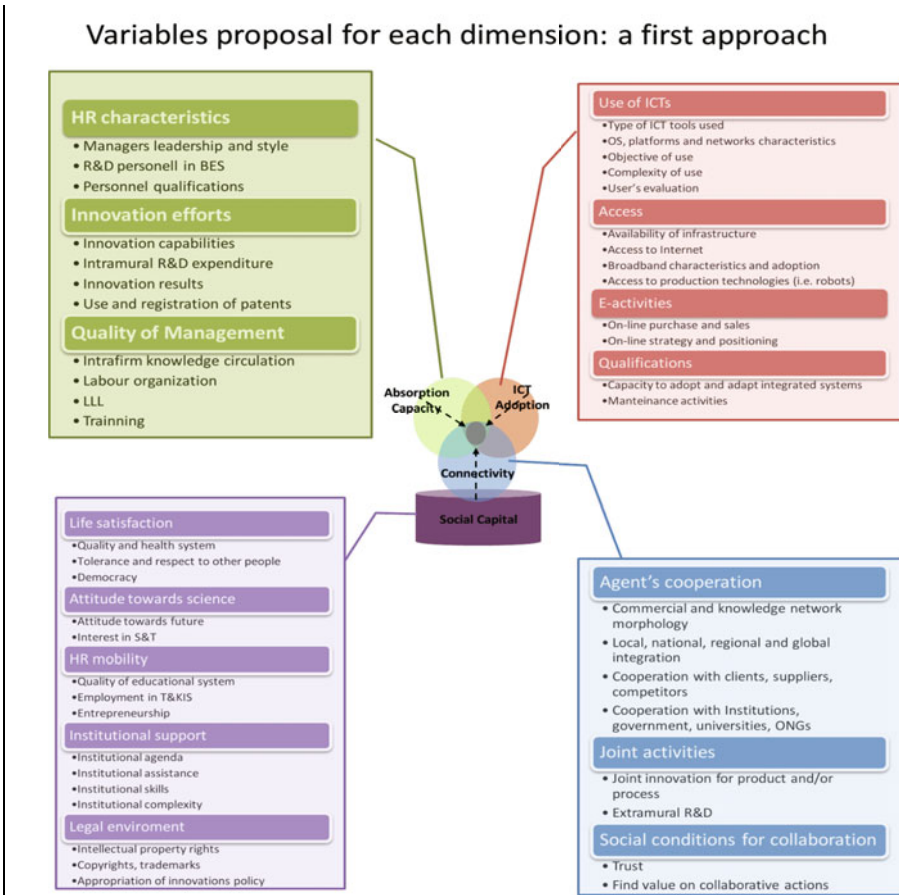 Variables proposal for each dimension: a first approach
HR characteristics
• Managers leadership and style
• R&D personell in BES
• Personnel qualifications
Innovation efforts
• Innovation capabilities
• Intramural R&D expenditure
• Innovation results
• Use and registration of patents
Quality of Management
• Intrafirm knowledge circulation
• Labour organization
• LLL
• Trainning
Use of ICTs
•Type of ICT tools used
•OS, platforms and networks characteristics
•Objective of use
•Complexity of use
•User's evaluation
Access
•Availability of infrastructure
•Access to Internet
•Broadband characteristics and adoption
•Access to production technologies (i.e. robots)
E-activities
•On-line purchase and sales
•On-line strategy and positioning
Qualifications
•Capacity to adopt and adapt integrated systems
•Manteinance activities
Absorption
Capacity
ICT
Adoption
Connectivity
Social Capital
Life satisfaction
•Quality and health system
•Tolerance and respect to other people
•Democracy
Attitude towards science
•Attitude towards future
•Interest in S&T
HR mobility
•Quality of educational system
•Employment in T&KIS
•Entrepreneurship
Institutional support
•Institutional agenda
•Institutional assistance
•Institutional skills
•Institutional complexity
Legal enviroment
•Intellectual property rights
•Copyrights, trademarks
•Appropriation of innovations policy
Agent's cooperation
• Commercial and knowledge network
morphology
• Local, national, regional and global
integration
• Cooperation with clients, suppliers,
competitors
• Cooperation with Institutions,
government, universities, ONGs
Joint activities
• Joint innovation for product and/or
process
• Extramural R&D
Social conditions for collaboration
• Trust
• Find value on collaborative actions